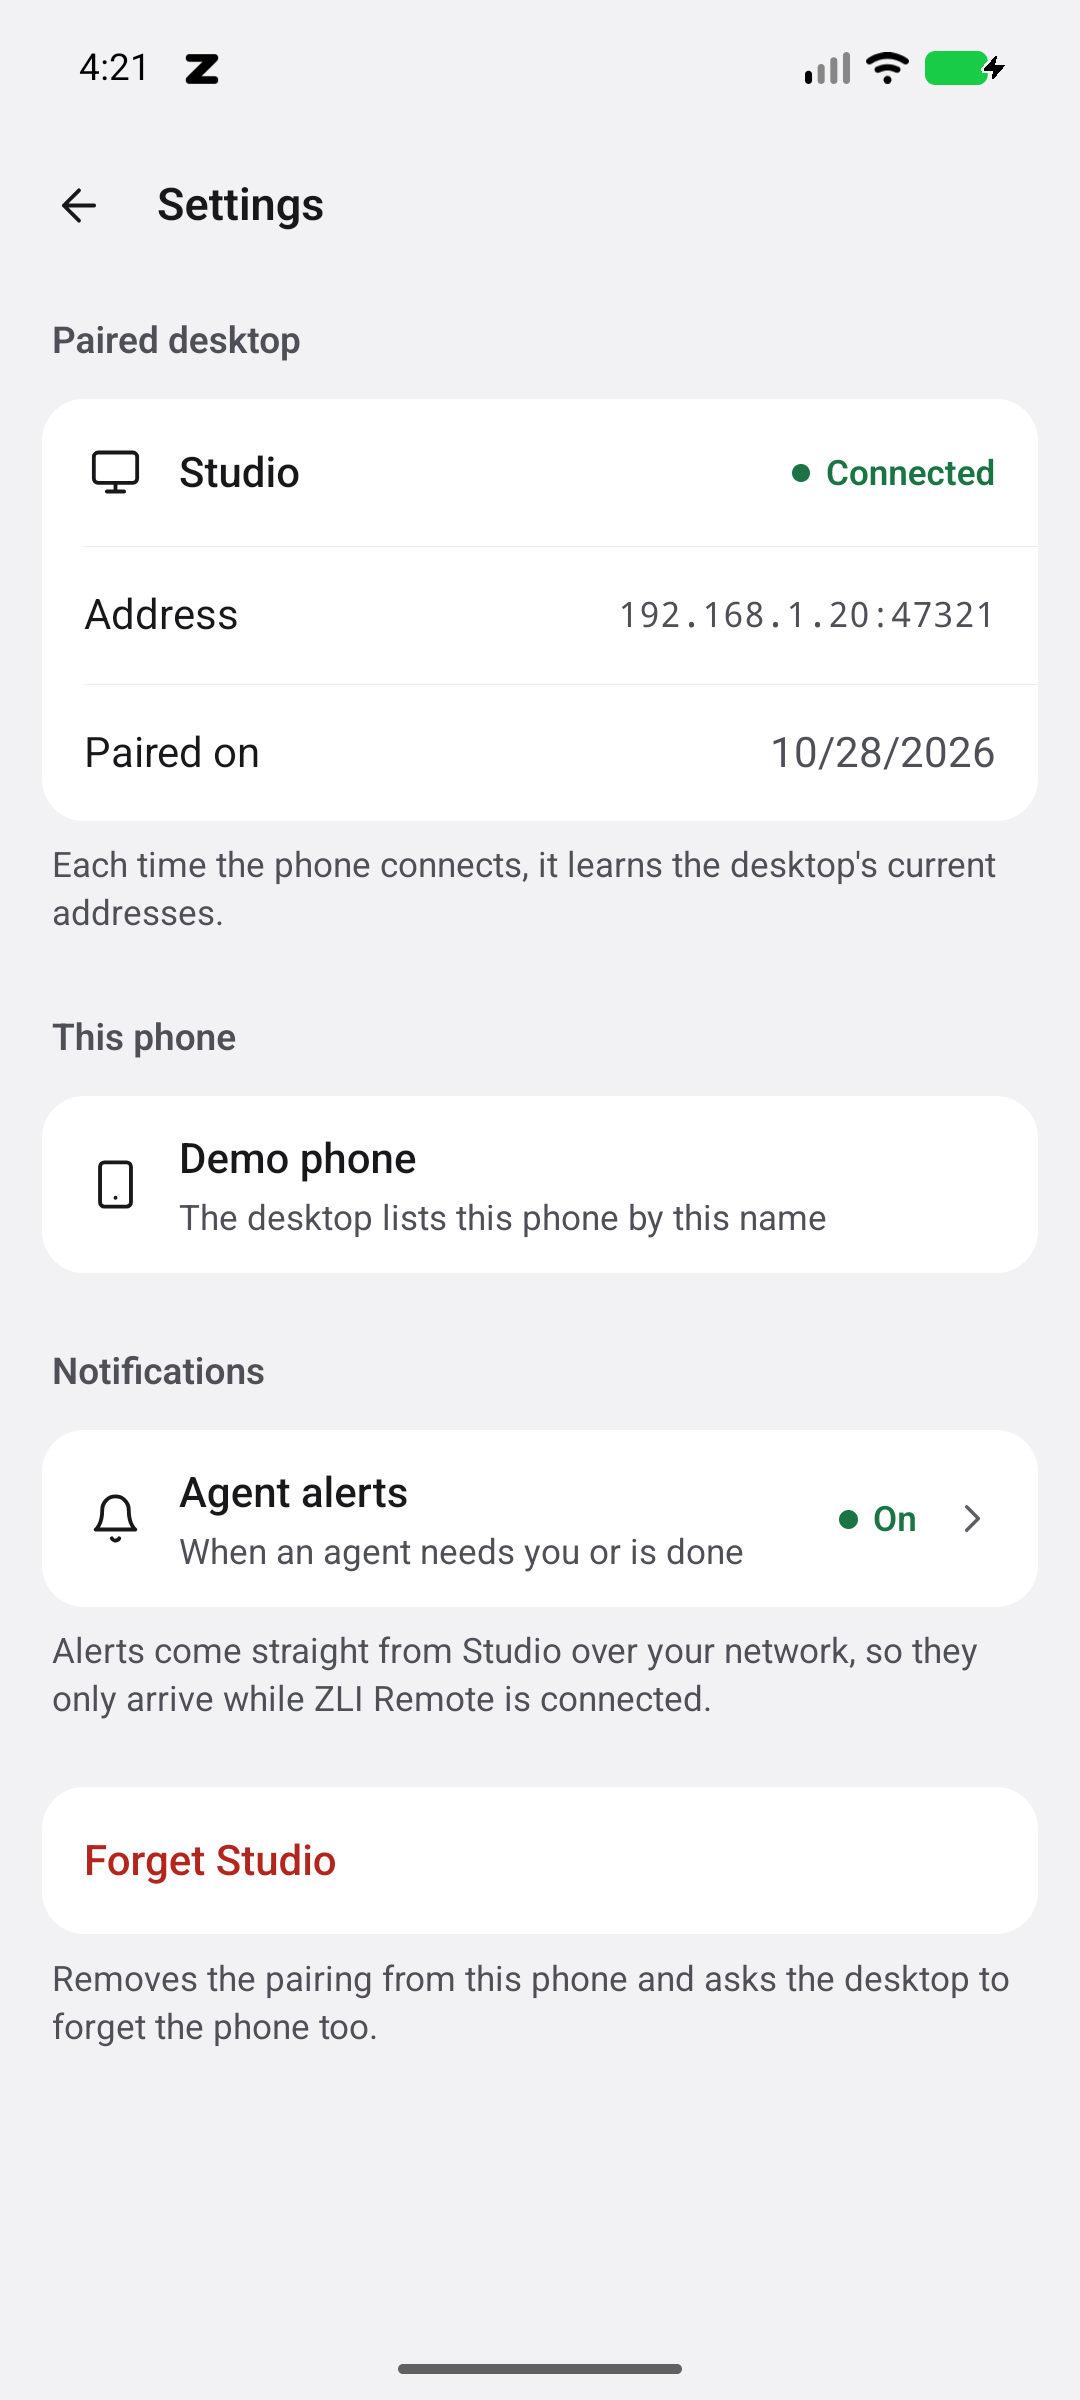 4:21
Settings
Paired desktop
Studio
Connected
Address
192.168.1.20:47321
Paired on
10/28/2026
Each time the phone connects, it learns the desktop's current
addresses.
This phone
Demo phone
The desktop lists this phone by this name
Notifications
Agent alerts
On
When an agent needs you or is done
Alerts come straight from Studio over your network, so they
only arrive while ZLI Remote is connected.
Forget Studio
Removes the pairing from this phone and asks the desktop to
forget the phone too.